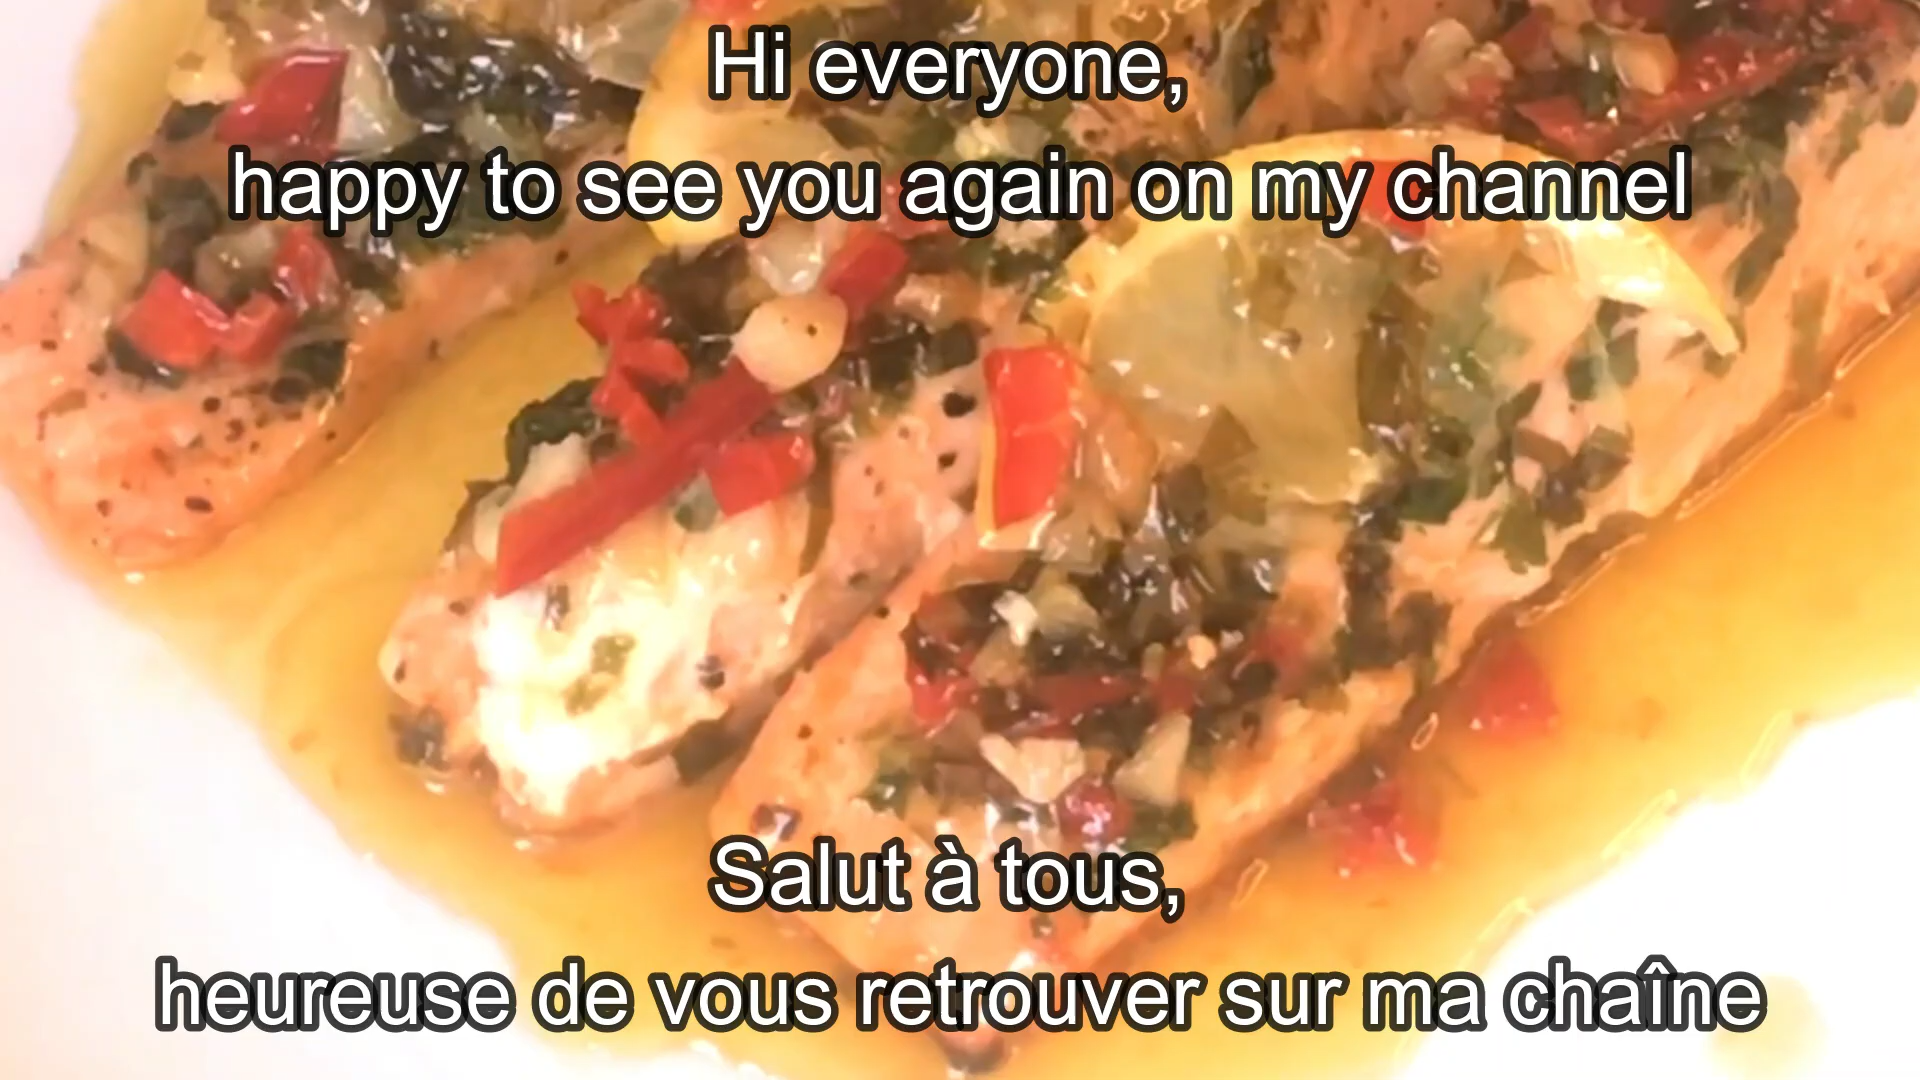 Hi everyone,
happy to see you again on my channel
Salut à tous,
heureuse de vous retrouver sur ma chaîne